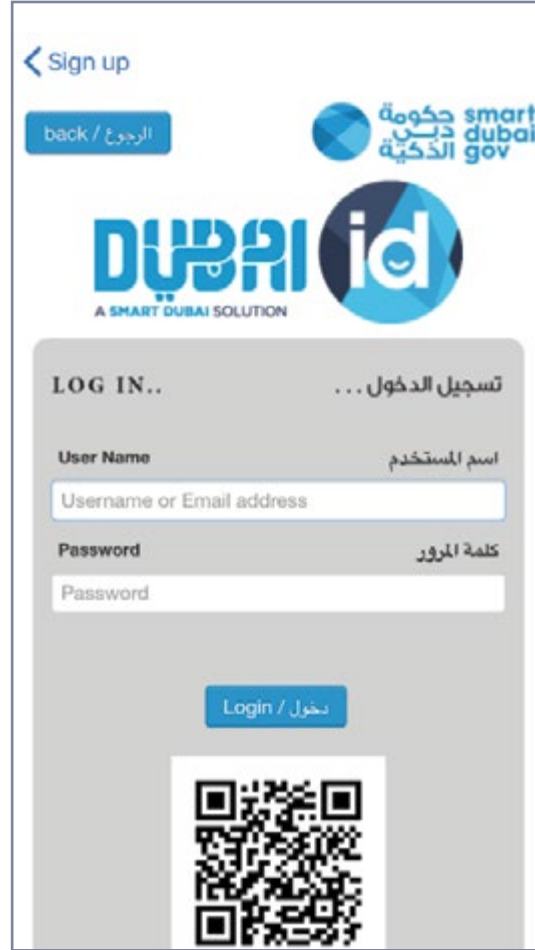 Sign up
back / الرجوع
حكومة دبي الذكية
smart dubai gov
DUBAI id
A SMART DUBAI SOLUTION
LOG IN.. تسجيل الدخول ...
User Name اسم المستخدم
Username or Email address
Password كلمة المرور
Password
Login / دخول